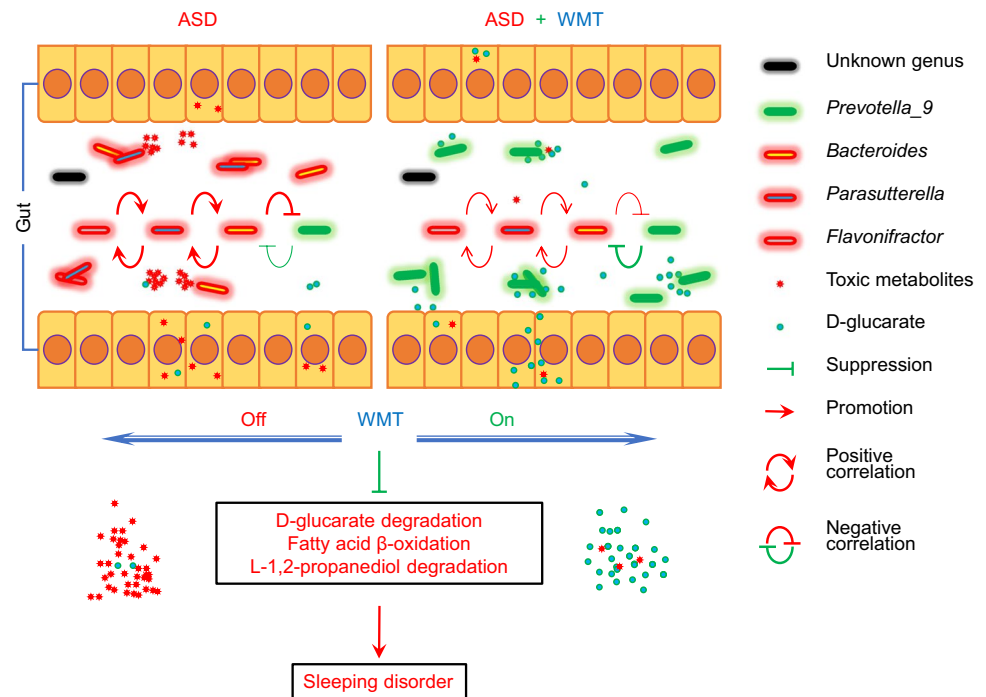 ASD
ASD + WMT
Gut
Unknown genus
Prevotella_9
Bacteroides
Parasutterella
Flavonifractor
Toxic metabolites
D-glucarate
Suppression
Promotion
Positive
correlation
Negative
correlation
Off
WMT
On
D-glucarate degradation
Fatty acid β-oxidation
L-1,2-propanediol degradation
Sleeping disorder